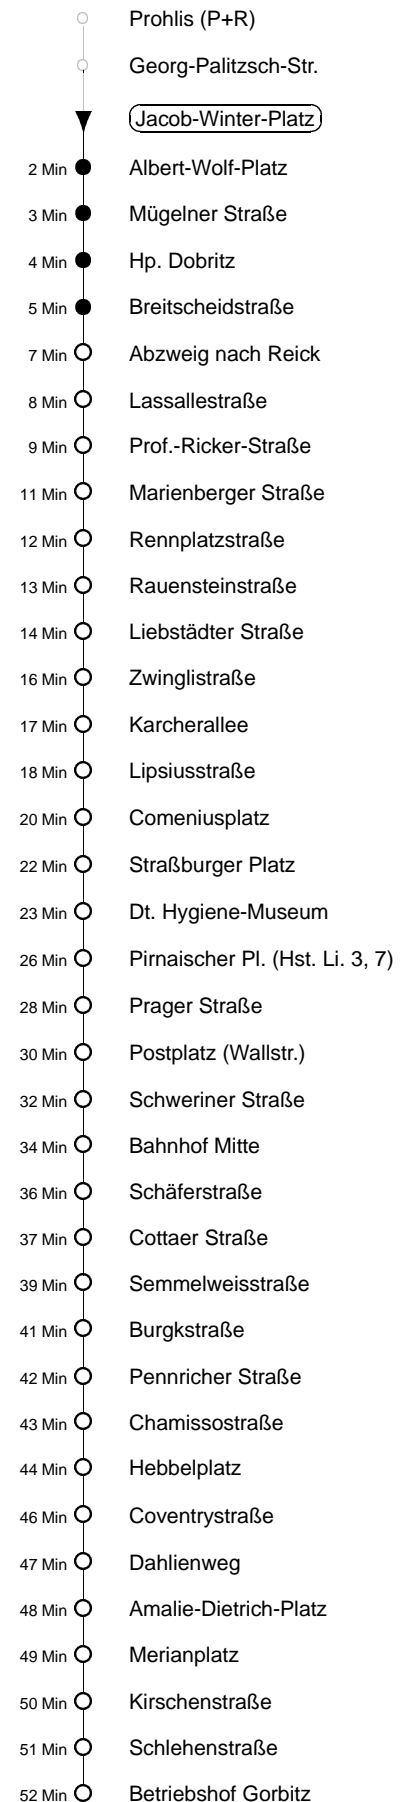 Prohlis (P+R)
Georg-Palitzsch-Str.
Jacob-Winter-Platz
2 Min Albert-Wolf-Platz
3 Min Mügelner Straße
4 Min Hp. Dobritz
5 Min Breitscheidstraße
7 Min Abzweig nach Reick
8 Min Lassallestraße
9 Min Prof.-Ricker-Straße
11 Min Marienberger Straße
12 Min Rennplatzstraße
13 Min Rauensteinstraße
14 Min Liebstädter Straße
16 Min Zwinglistraße
17 Min Karcherallee
18 Min Lipsiusstraße
20 Min Comeniusplatz
22 Min Straßburger Platz
23 Min Dt. Hygiene-Museum
26 Min Pirnaischer Pl. (Hst. Li. 3, 7)
28 Min Prager Straße
30 Min Postplatz (Wallstr.)
32 Min Schweriner Straße
34 Min Bahnhof Mitte
36 Min Schäferstraße
37 Min Cottaer Straße
39 Min Semmelweisstraße
41 Min Burgkstraße
42 Min Pennricher Straße
43 Min Chamissostraße
44 Min Hebbelplatz
46 Min Coventrystraße
47 Min Dahlienweg
48 Min Amalie-Dietrich-Platz
49 Min Merianplatz
50 Min Kirschenstraße
51 Min Schlehenstraße
52 Min Betriebshof Gorbitz